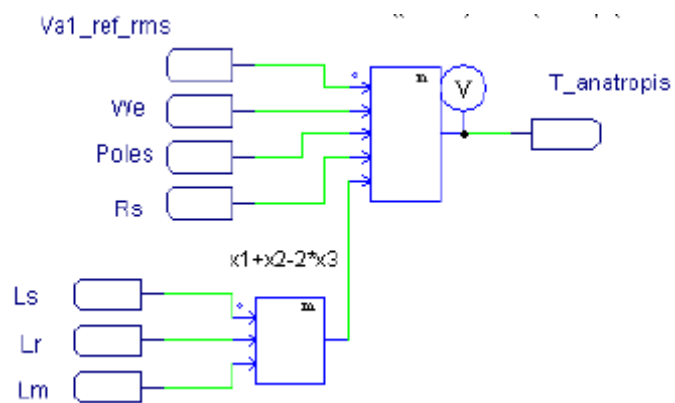 Va1_ref_rms
We
Poles
Rs
n
V
T_anatropis
x1+x2-2*x3
Ls
Lr
Lm
m